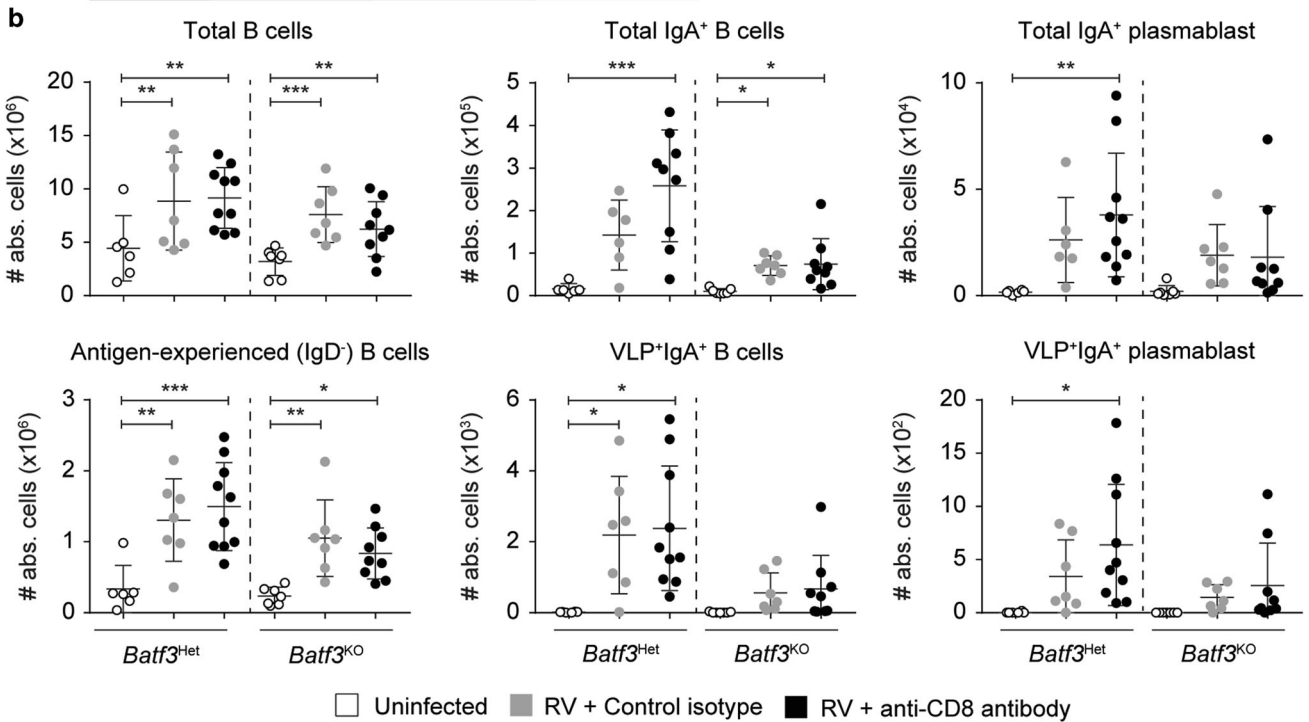 b
Total B cells
# abs. cells (x10⁶)
20
15
10
5
0
**
**
**
***
Total IgA⁺ B cells
# abs. cells (x10⁵)
5
4
3
2
1
0
***
*
*
Total IgA⁺ plasmablast
# abs. cells (x10⁴)
10
5
0
**
Antigen-experienced (IgD⁻) B cells
# abs. cells (x10⁶)
3
2
1
0
***
*
**
**
Batf3ᴴᵉᵗ
Batf3ᴷᴼ
VLP⁺IgA⁺ B cells
# abs. cells (x10³)
6
4
2
0
*
*
Batf3ᴴᵉᵗ
Batf3ᴷᴼ
VLP⁺IgA⁺ plasmablast
# abs. cells (x10²)
20
15
10
5
0
*
Batf3ᴴᵉᵗ
Batf3ᴷᴼ
Uninfected RV + Control isotype RV + anti-CD8 antibody